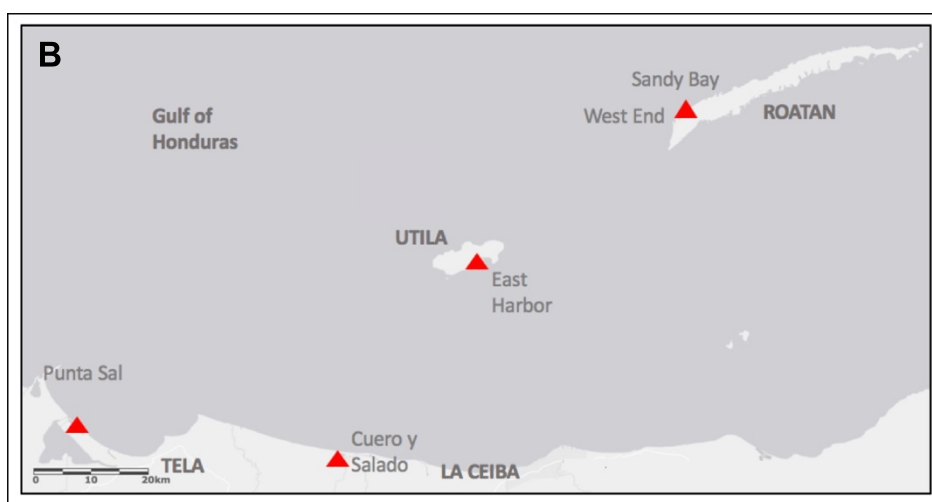 B
Sandy Bay
West End
ROATAN
Gulf of
Honduras
UTILA
East
Harbor
Punta Sal
Cuero y
Salado
TELA
LA CEIBA
0 10 20km